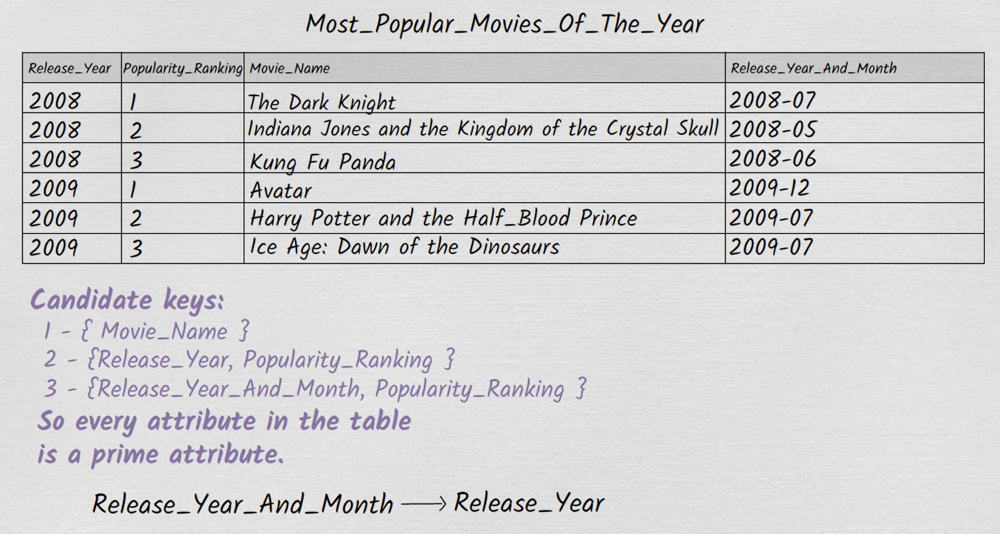 Most_Popular_Movies_Of_The_Year
Release_Year Popularity_Ranking Movie_Name Release_Year_And_Month
2008 1 The Dark Knight 2008-07
2008 2 Indiana Jones and the Kingdom of the Crystal Skull 2008-05
2008 3 Kung Fu Panda 2008-06
2009 1 Avatar 2009-12
2009 2 Harry Potter and the Half_Blood Prince 2009-07
2009 3 Ice Age: Dawn of the Dinosaurs 2009-07
Candidate keys:
1 - { Movie_Name }
2 - {Release_Year, Popularity_Ranking }
3 - {Release_Year_And_Month, Popularity_Ranking }
So every attribute in the table
is a prime attribute.
Release_Year_And_Month → Release_Year